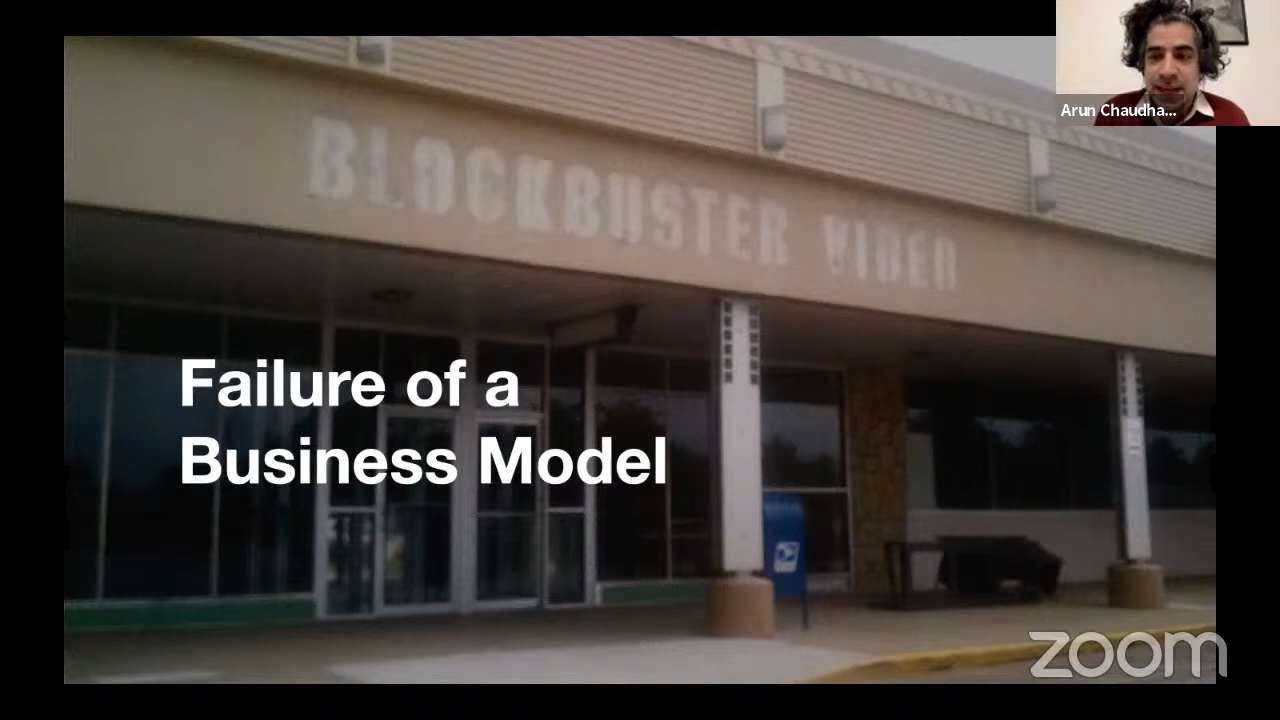 Arun Chaudha...
BLOCKBUSTER VIDEO
Failure of a
Business Model
zoom